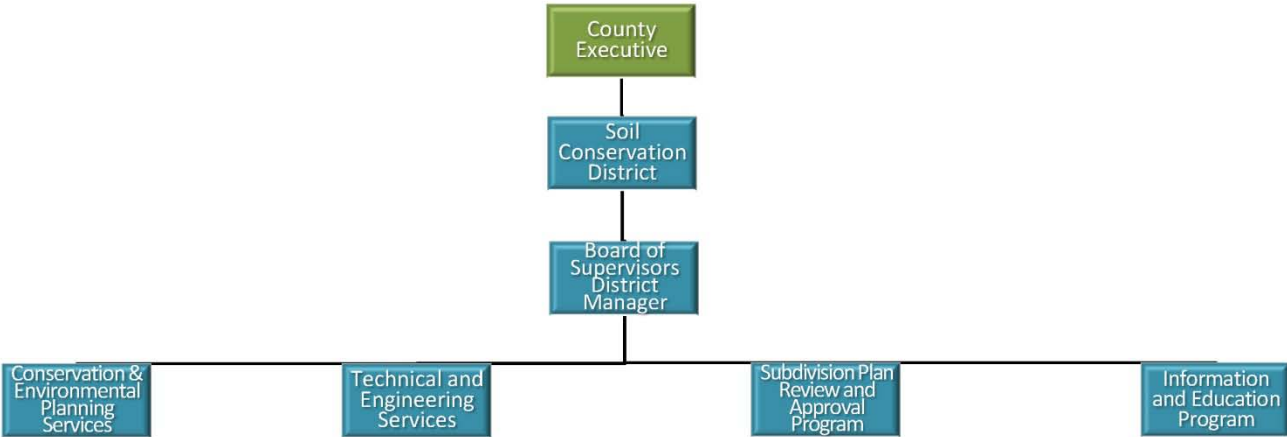 County
Executive
Soil
Conservation
District
Board of
Supervisors
District
Manager
Conservation &
Environmental
Planning
Services
Technical and
Engineering
Services
Subdivision Plan
Review and
Approval
Program
Information
and Education
Program